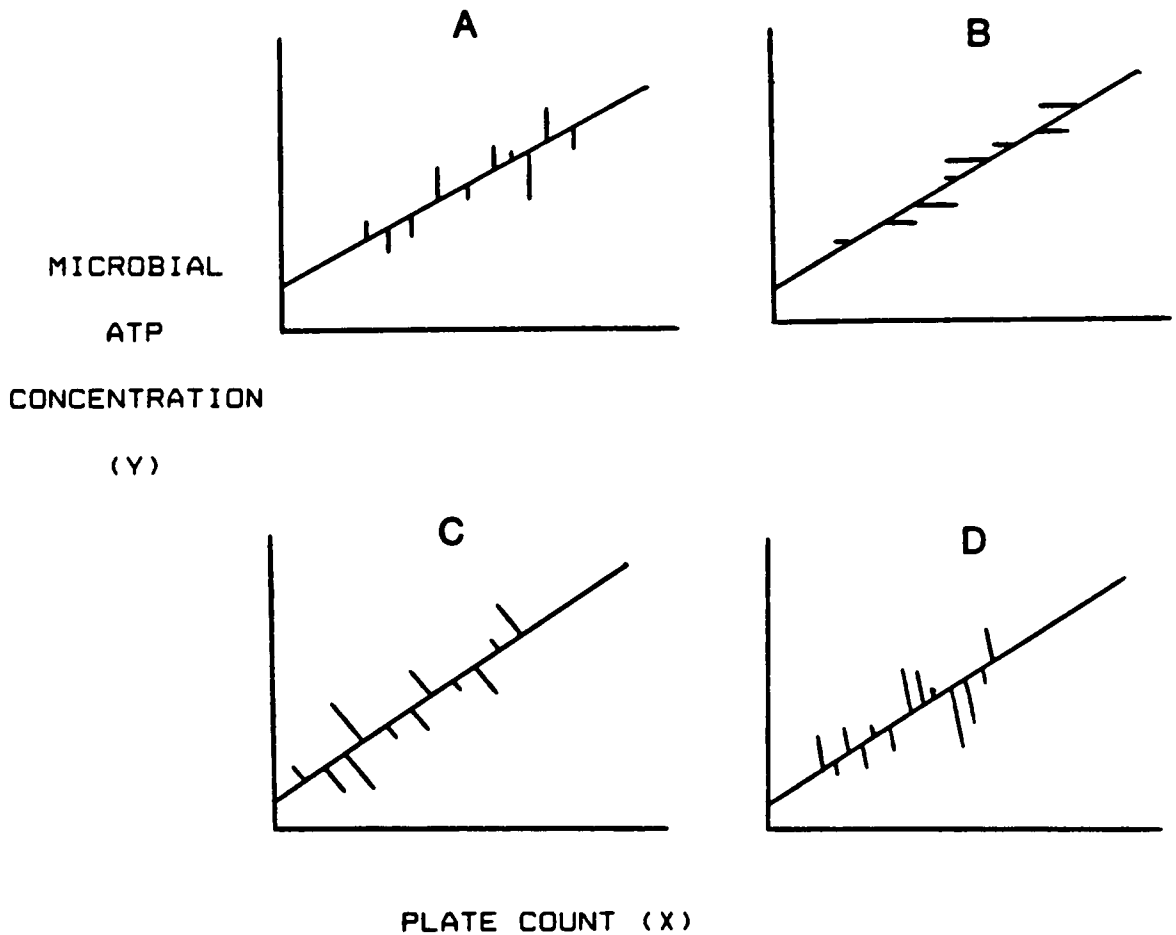 A
B
MICROBIAL
ATP
CONCENTRATION
(Y)
C
D
PLATE COUNT (X)